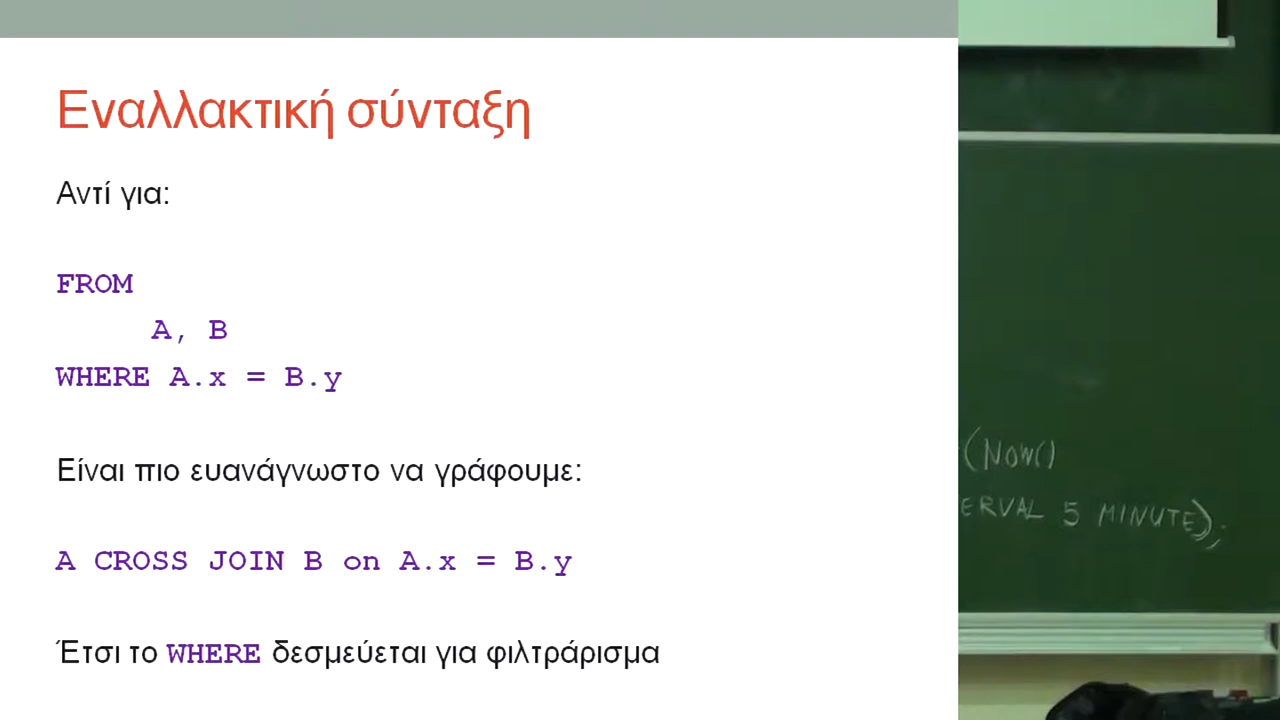 Εναλλακτική σύνταξη
Αντί για:
FROM
A, B
WHERE A.x = B.y
Είναι πιο ευανάγνωστο να γράφουμε:
A CROSS JOIN B on A.x = B.y
Έτσι το WHERE δεσμεύεται για φιλτράρισμα
(NOW()
ERVAL 5 MINUTE);